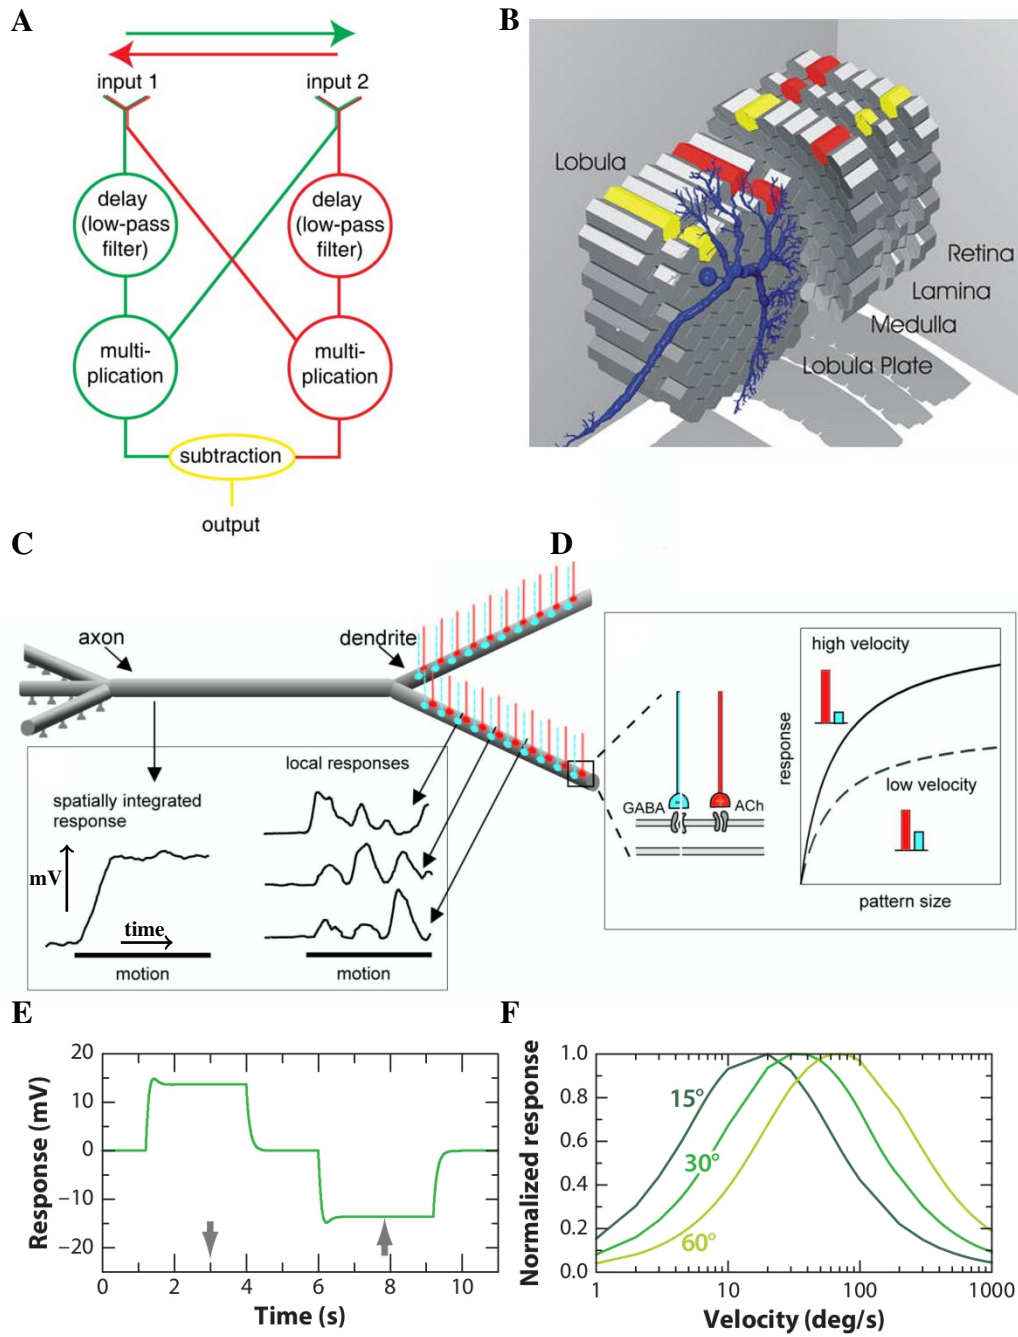 A
input 1
input 2
delay
(low-pass
filter)
delay
(low-pass
filter)
multi-
plication
multi-
plication
subtraction
output
B
Lobula
Retina
Lamina
Medulla
Lobula Plate
C
axon
dendrite
local responses
spatially integrated
response
mV
time
motion
motion
D
GABA
ACh
high velocity
low velocity
response
pattern size
E
Response (mV)
20
10
0
−10
−20
0
2
4
6
8
10
Time (s)
F
Normalized response
1.0
0.8
0.6
0.4
0.2
0.0
15°
30°
60°
1
10
100
1000
Velocity (deg/s)